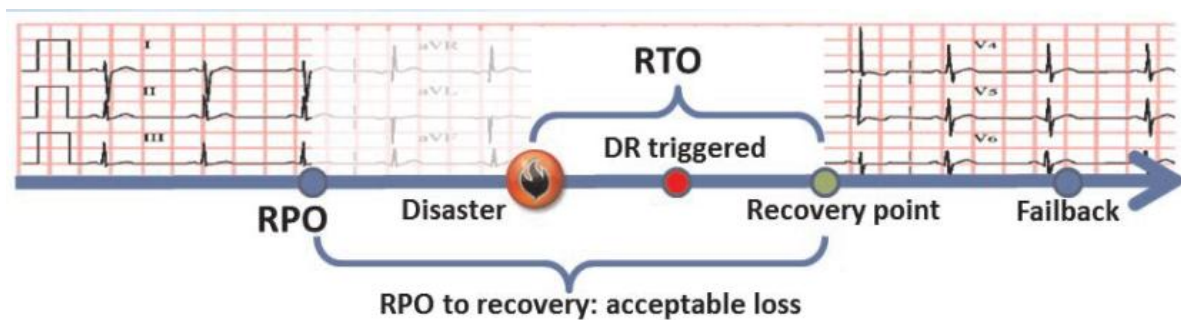 I
II
III
aVR
aVL
aVF
RTO
DR triggered
V4
V5
V6
RPO
Disaster
Recovery point
Failback
RPO to recovery: acceptable loss